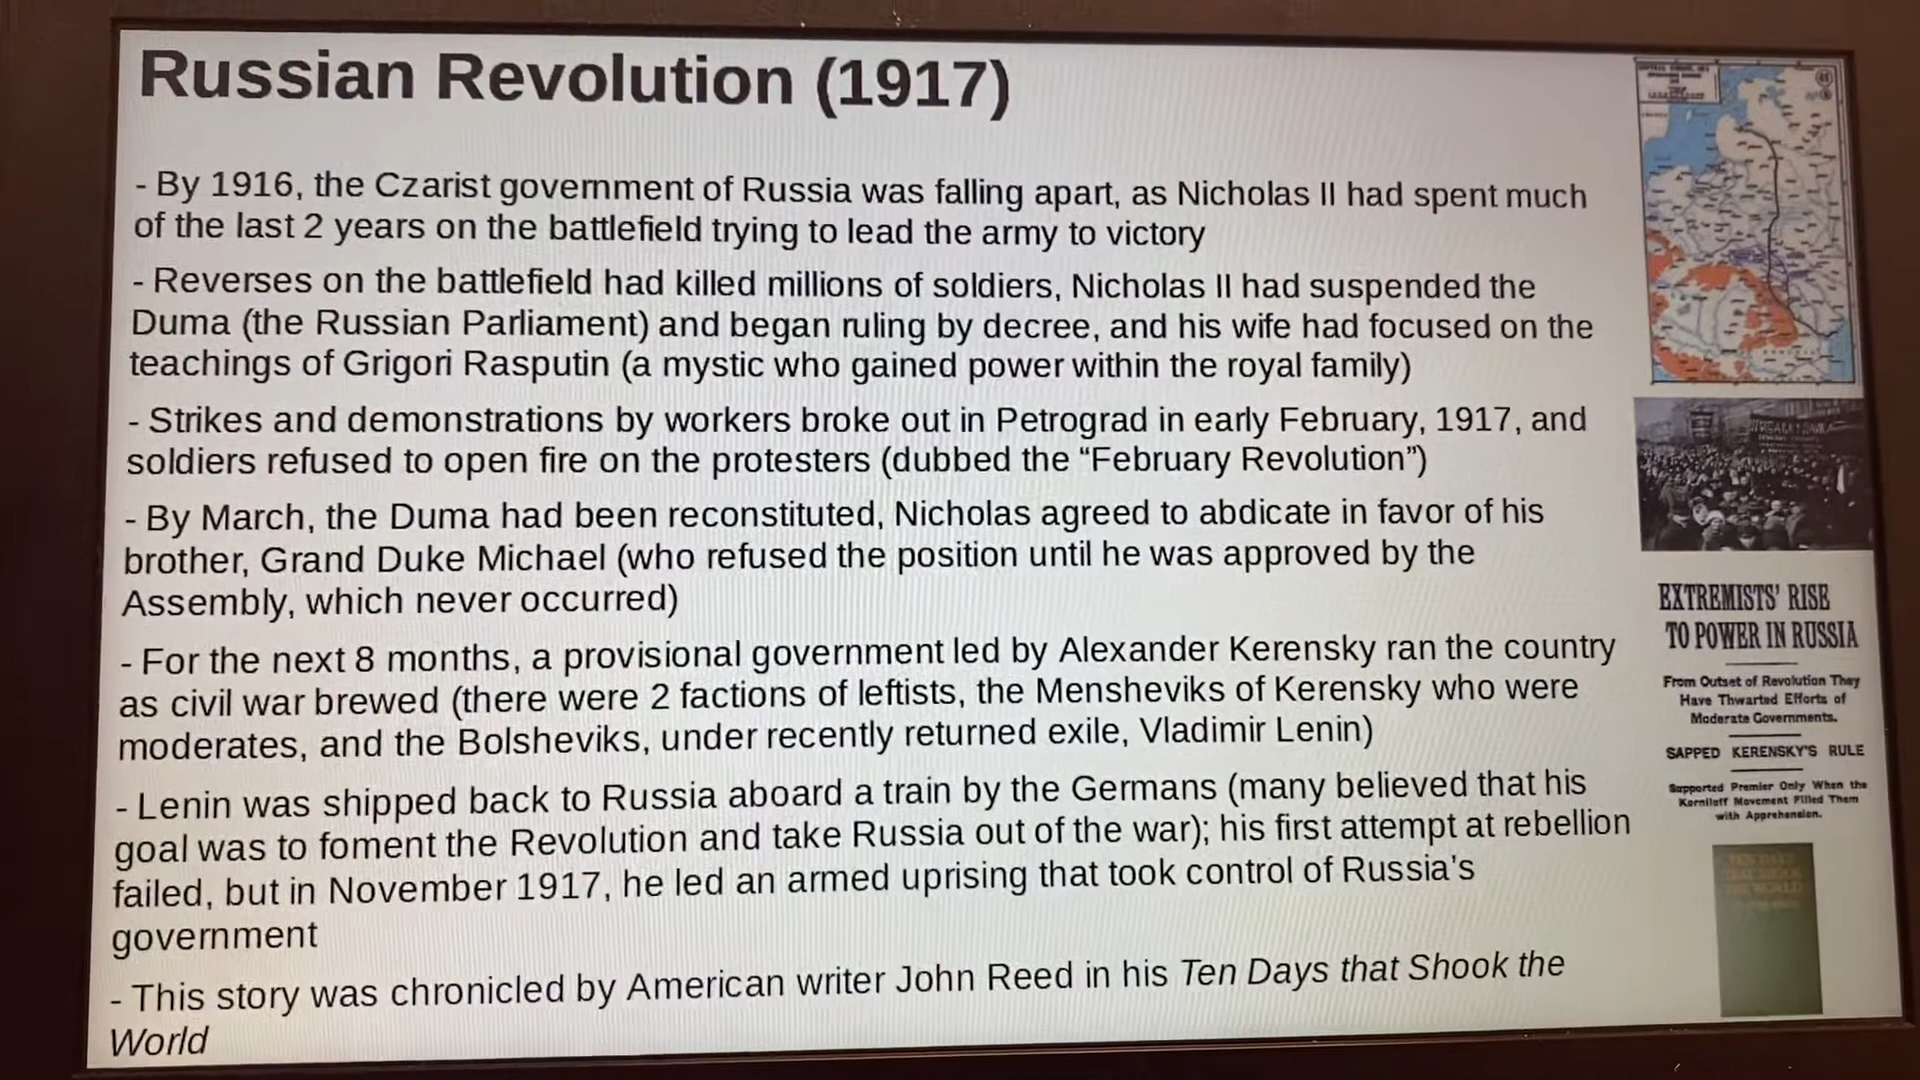 Russian Revolution (1917)
- By 1916, the Czarist government of Russia was falling apart, as Nicholas II had spent much
of the last 2 years on the battlefield trying to lead the army to victory
- Reverses on the battlefield had killed millions of soldiers, Nicholas II had suspended the
Duma (the Russian Parliament) and began ruling by decree, and his wife had focused on the
teachings of Grigori Rasputin (a mystic who gained power within the royal family)
- Strikes and demonstrations by workers broke out in Petrograd in early February, 1917, and
soldiers refused to open fire on the protesters (dubbed the “February Revolution”)
- By March, the Duma had been reconstituted, Nicholas agreed to abdicate in favor of his
brother, Grand Duke Michael (who refused the position until he was approved by the
Assembly, which never occurred)
- For the next 8 months, a provisional government led by Alexander Kerensky ran the country
as civil war brewed (there were 2 factions of leftists, the Mensheviks of Kerensky who were
moderates, and the Bolsheviks, under recently returned exile, Vladimir Lenin)
- Lenin was shipped back to Russia aboard a train by the Germans (many believed that his
goal was to foment the Revolution and take Russia out of the war); his first attempt at rebellion
failed, but in November 1917, he led an armed uprising that took control of Russia's
government
- This story was chronicled by American writer John Reed in his Ten Days that Shook the
World
EXTREMISTS' RISE
TO POWER IN RUSSIA
From Outset of Revolution They
Have Thwarted Efforts of
Moderate Governments.
SAPPED KERENSKY'S RULE
Supported Premier Only When the
Korniloff Movement Filled Them
with Apprehension.
TEN DAYS
THAT SHOOK
THE WORLD